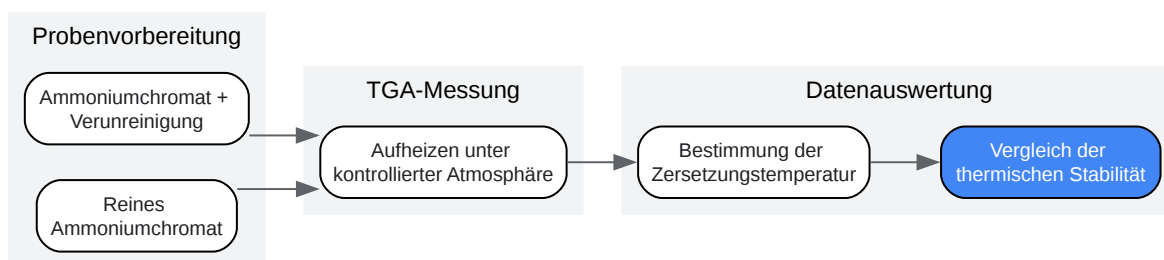 Probenvorbereitung
Ammoniumchromat +
Verunreinigung
Reines
Ammoniumchromat
TGA-Messung
Aufheizen unter
kontrollierter Atmosphäre
Datenauswertung
Bestimmung der
Zersetzungstemperatur
Vergleich der
thermischen Stabilität